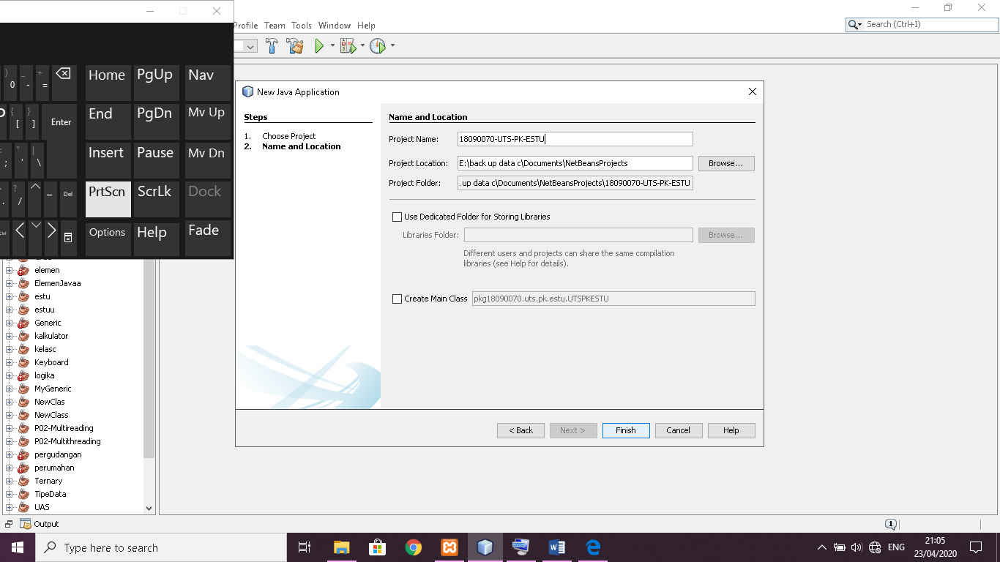 Profile Team Tools Window Help
Search (Ctrl+I)
) 0 _ - + =
Home PgUp Nav
{ [ } ] Enter
End PgDn Mv Up
: ; " ' | \
Insert Pause Mv Dn
. ? / Del
PrtScn ScrLk Dock
Ctrl
Options Help Fade
New Java Application
Steps
1. Choose Project
2. Name and Location
Name and Location
Project Name: 18090070-UTS-PK-ESTU
Project Location: E:\back up data c\Documents\NetBeansProjects Browse...
Project Folder: . up data c\Documents\NetBeansProjects\18090070-UTS-PK-ESTU
Use Dedicated Folder for Storing Libraries
Libraries Folder: Browse...
Different users and projects can share the same compilation
libraries (see Help for details).
Create Main Class pkg18090070.uts.pk.estu.UTSPKESTU
< Back Next > Finish Cancel Help
elemen
ElemenJavaa
estu
estuu
Generic
kalkulator
kelasc
Keyboard
logika
MyGeneric
NewClas
NewClass
P02-Multireading
P02-Multithreading
pergudangan
perumahan
Ternary
TipeData
UAS
Output
1
Type here to search
ENG
21:05
23/04/2020